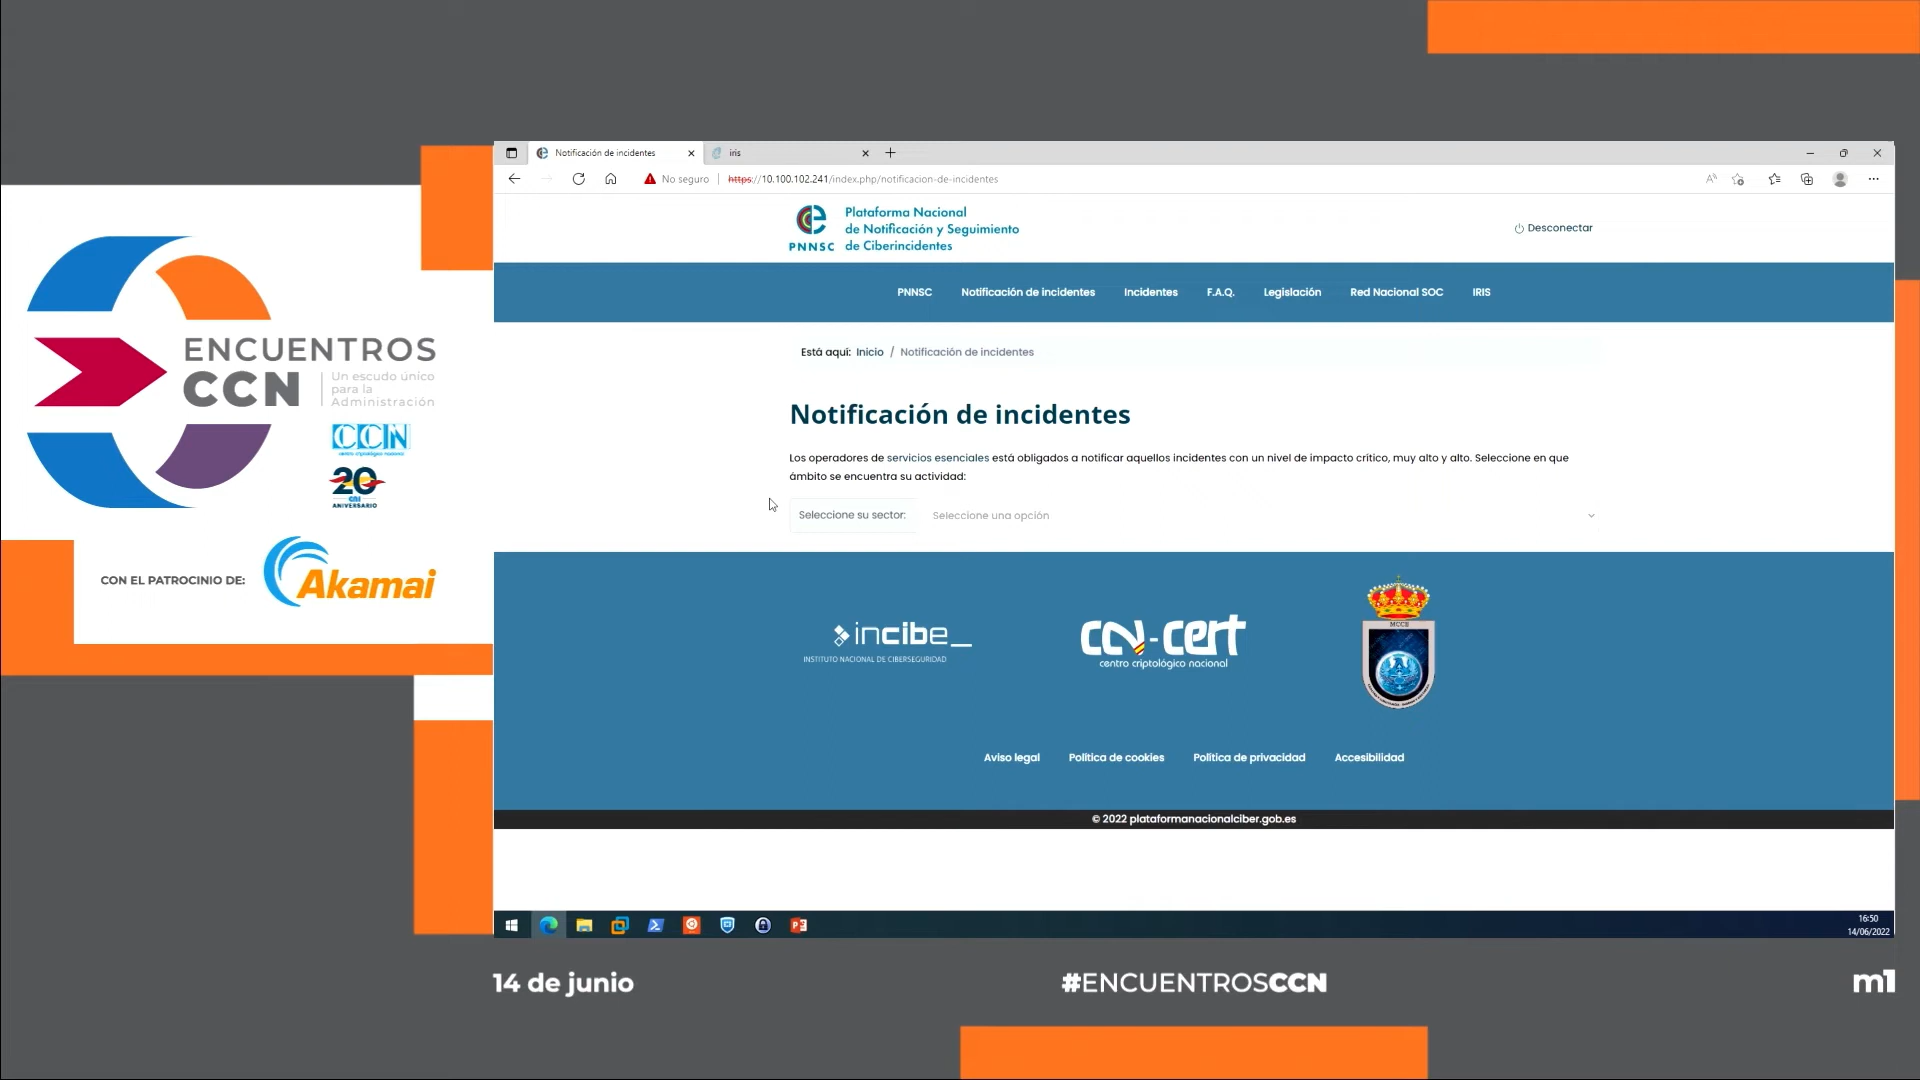 ENCUENTROS
CCN
Un escudo único
para la
Administración
CCN
centro criptológico nacional
20
CNI
ANIVERSARIO
CON EL PATROCINIO DE:
Akamai
Notificación de incidentes
iris
No seguro
https://10.100.102.241/index.php/notificacion-de-incidentes
PNNSC
Plataforma Nacional
de Notificación y Seguimiento
de Ciberincidentes
Desconectar
PNNSC
Notificación de incidentes
Incidentes
F.A.Q.
Legislación
Red Nacional SOC
IRIS
Está aquí: Inicio / Notificación de incidentes
Notificación de incidentes
Los operadores de servicios esenciales está obligados a notificar aquellos incidentes con un nivel de impacto crítico, muy alto y alto. Seleccione en que
ámbito se encuentra su actividad:
Seleccione su sector:
Seleccione una opción
incibe_
INSTITUTO NACIONAL DE CIBERSEGURIDAD
ccn-cert
centro criptológico nacional
MCCE
Aviso legal
Política de cookies
Política de privacidad
Accesibilidad
© 2022 plataformanacionalciber.gob.es
16:50
14/06/2022
14 de junio
#ENCUENTROSCCN
m1